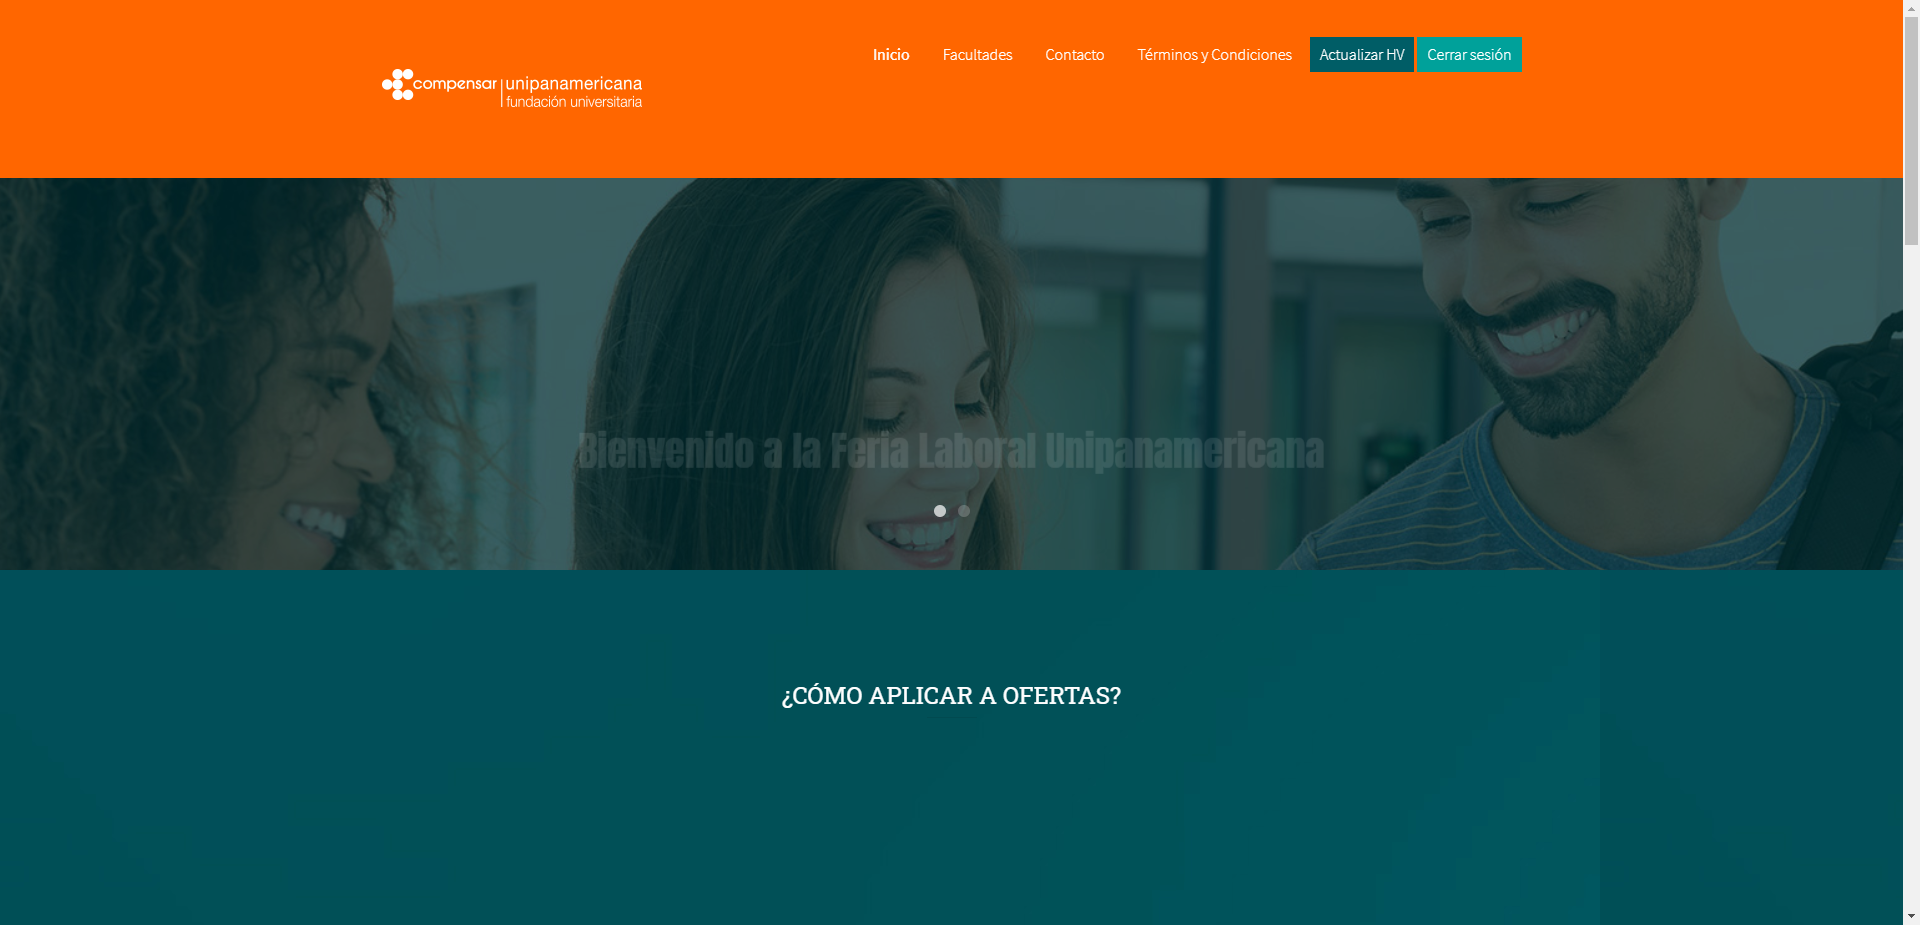 Inicio
Facultades
Contacto
Términos y Condiciones
Actualizar HV
Cerrar sesión
compensar
unipanamericana
fundación universitaria
Bienvenido a la Feria Laboral Unipanamericana
¿CÓMO APLICAR A OFERTAS?